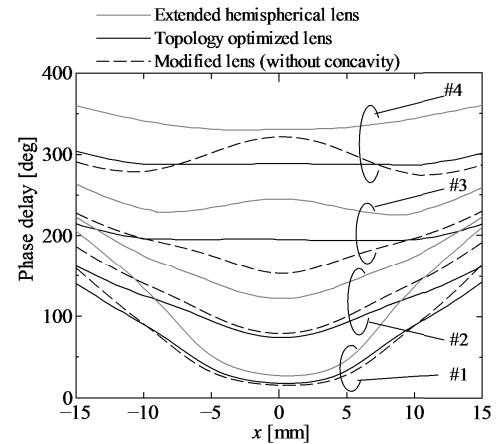 Extended hemispherical lens
Topology optimized lens
Modified lens (without concavity)
400
300
200
100
0
Phase delay [deg]
#4
#3
#2
#1
−15 −10 −5 0 5 10 15
x [mm]